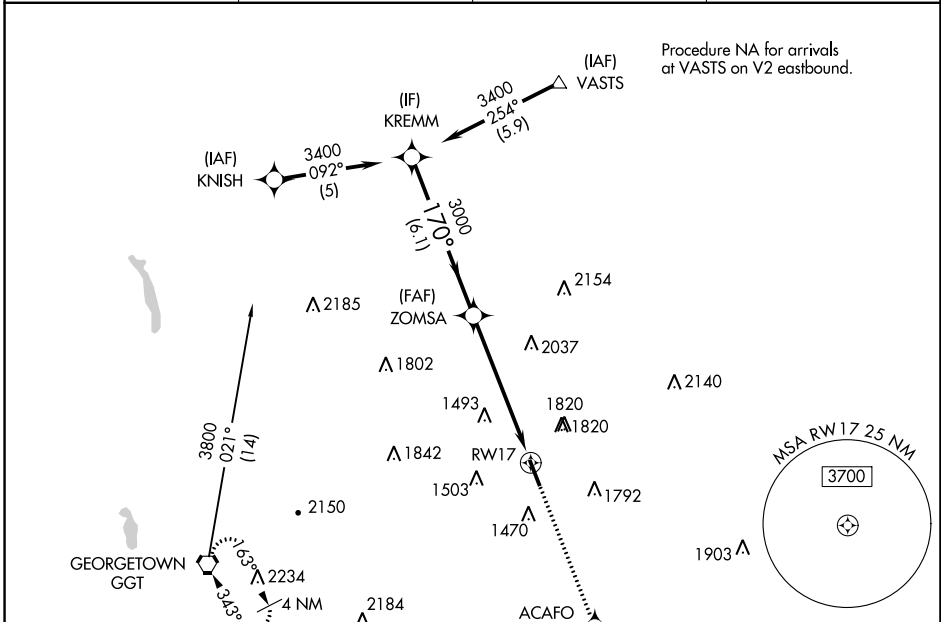 Procedure NA for arrivals
at VASTS on V2 eastbound.
(IAF)
VASTS
3400
254°
(5.9)
(IF)
KREMM
(IAF)
KNISH
3400
092°
(5)
3000
170°
(6.1)
(FAF)
ZOMSA
2154
2185
2037
1802
2140
1493
1820
1820
3800
021°
(14)
1842
RW17
1503
1792
1470
2150
MSA RW17 25 NM
3700
1903
GEORGETOWN
GGT
163°
2234
343°
4 NM
2184
ACAFO